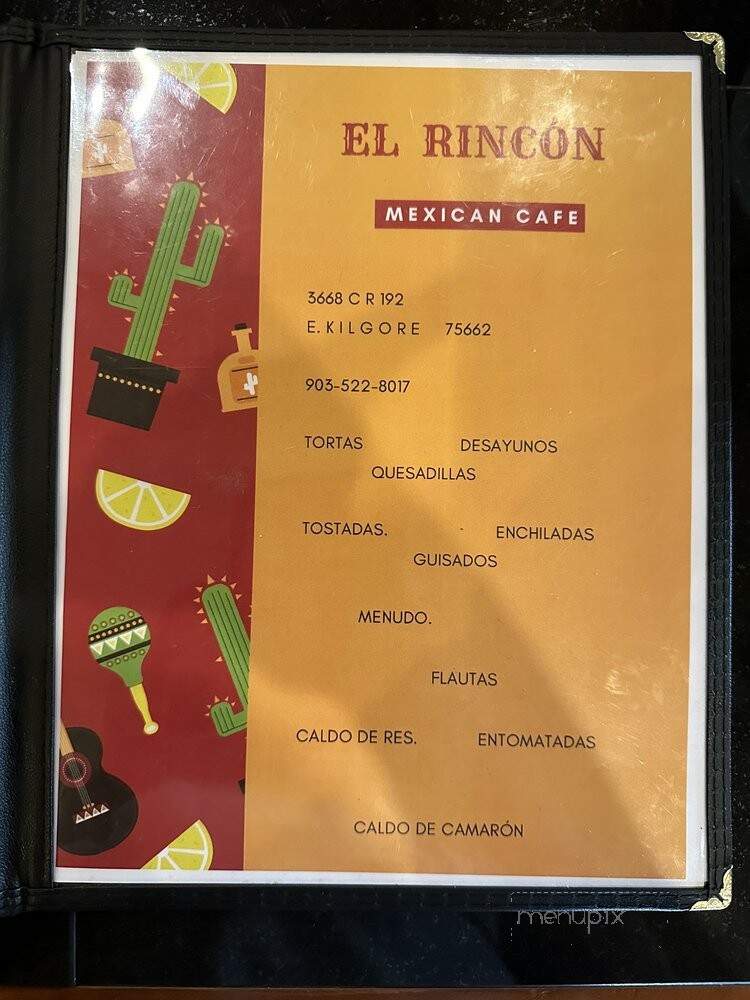 EL RINCÓN
MEXICAN CAFE
3668 C R 192
E. KILGORE 75662
903-522-8017
TORTAS DESAYUNOS
QUESADILLAS
TOSTADAS. ENCHILADAS
GUISADOS
MENUDO.
FLAUTAS
CALDO DE RES. ENTOMATADAS
CALDO DE CAMARÓN
menupix